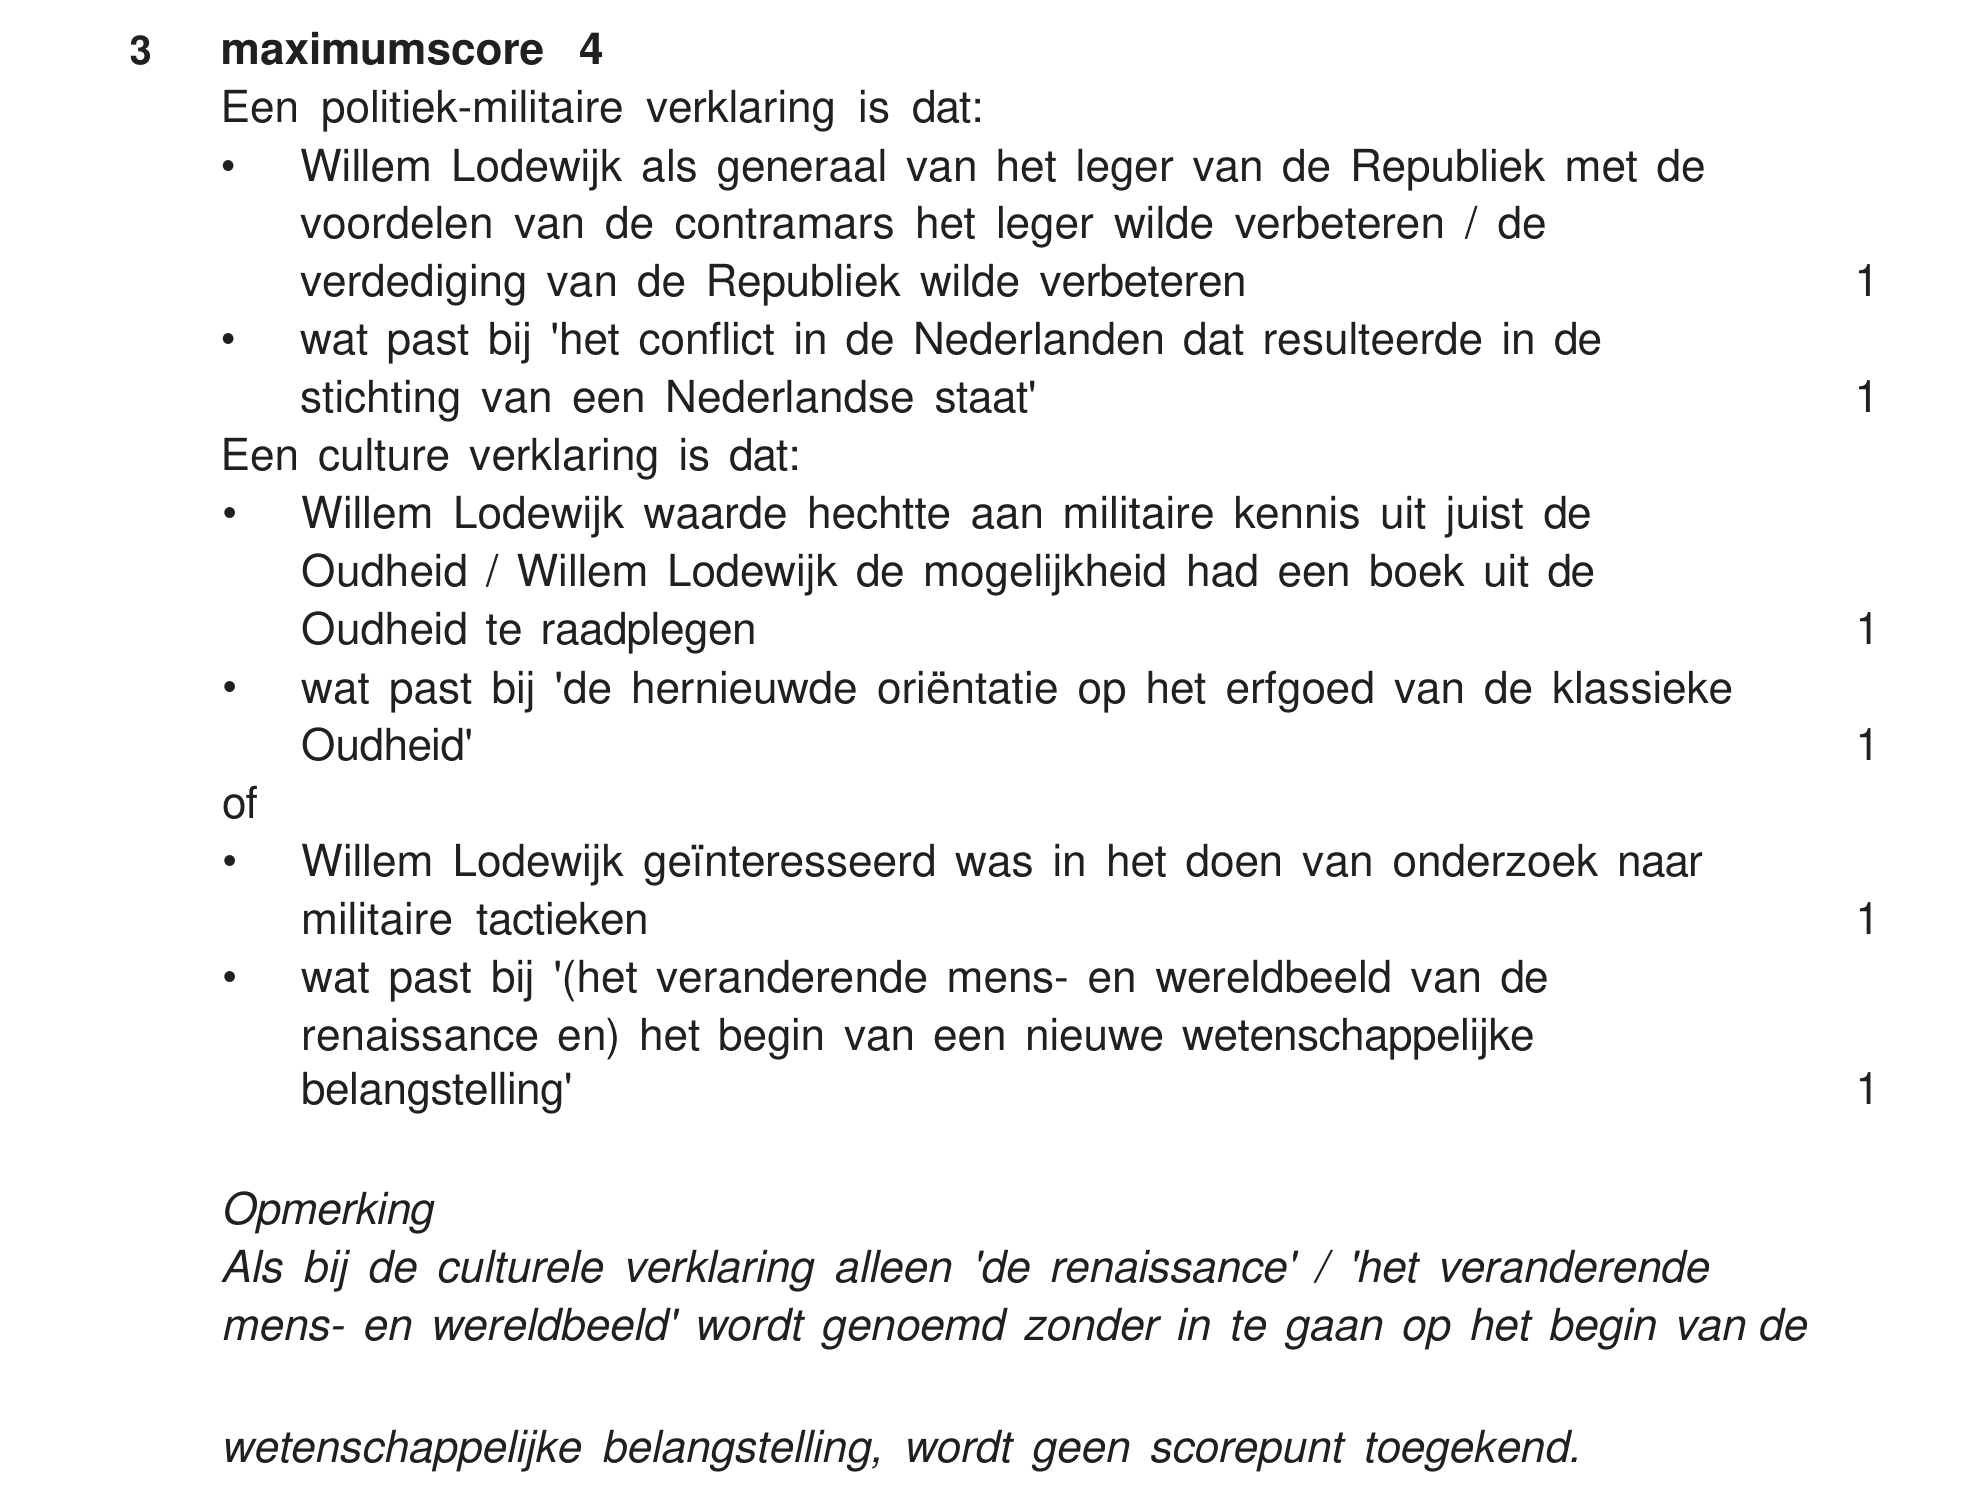 3 maximumscore 4
Een politiek-militaire verklaring is dat:
• Willem Lodewijk als generaal van het leger van de Republiek met de
voordelen van de contramars het leger wilde verbeteren / de
verdediging van de Republiek wilde verbeteren 1
• wat past bij 'het conflict in de Nederlanden dat resulteerde in de
stichting van een Nederlandse staat' 1
Een culture verklaring is dat:
• Willem Lodewijk waarde hechtte aan militaire kennis uit juist de
Oudheid / Willem Lodewijk de mogelijkheid had een boek uit de
Oudheid te raadplegen 1
• wat past bij 'de hernieuwde oriëntatie op het erfgoed van de klassieke
Oudheid' 1
of
• Willem Lodewijk geïnteresseerd was in het doen van onderzoek naar
militaire tactieken 1
• wat past bij '(het veranderende mens- en wereldbeeld van de
renaissance en) het begin van een nieuwe wetenschappelijke
belangstelling' 1
Opmerking
Als bij de culturele verklaring alleen 'de renaissance' / 'het veranderende
mens- en wereldbeeld' wordt genoemd zonder in te gaan op het begin van de
wetenschappelijke belangstelling, wordt geen scorepunt toegekend.